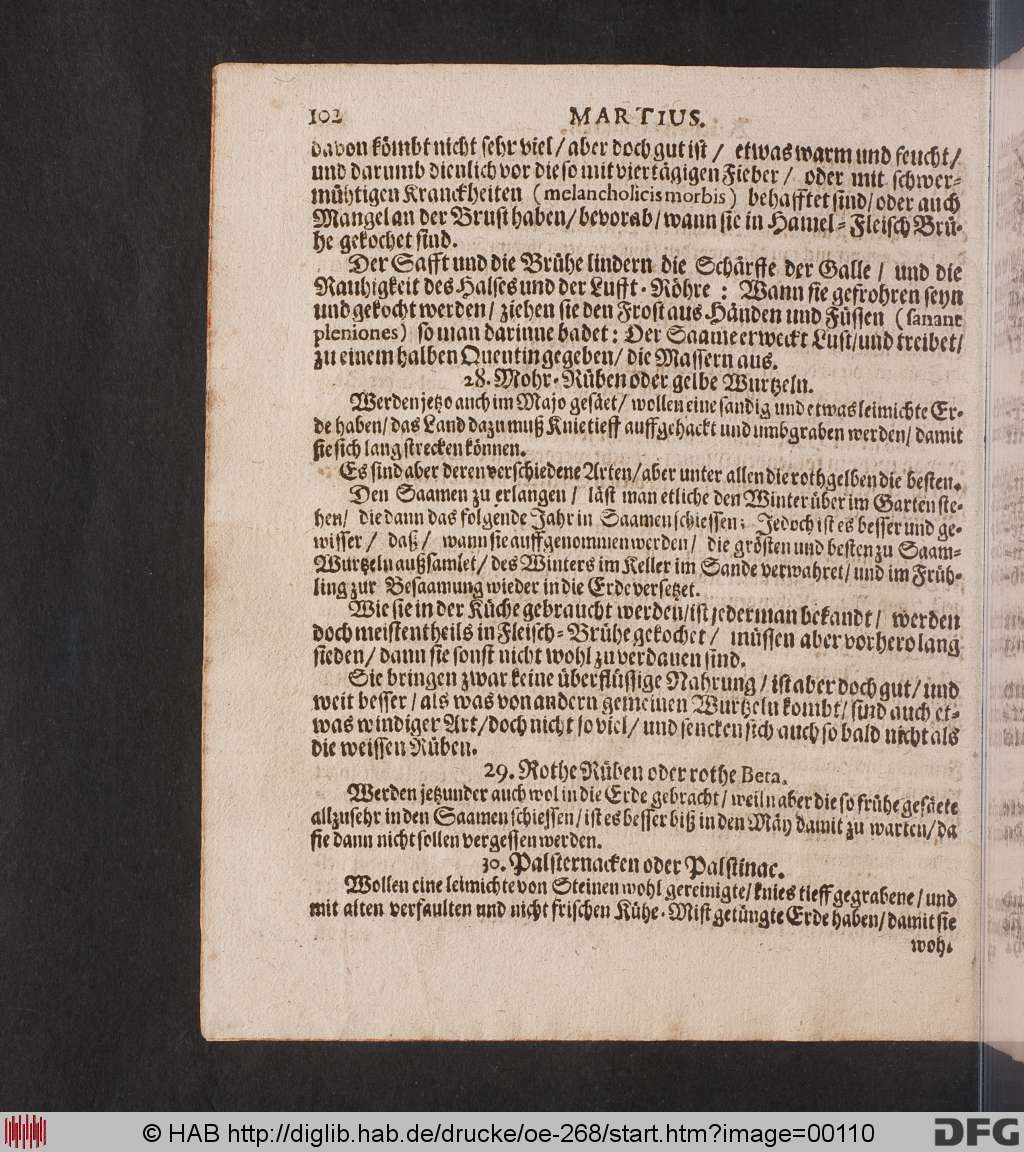 102 MARTIUS.
davon kömbt nicht sehr viel/ aber doch gut ist / etwas warm und feucht/
und darumb dienlich vor die so mit viertägigen Fieber / oder mit schwer-
mühtigen Kranckheiten (melancholicis morbis) behafftet sind/ oder auch
Mangel an der Brust haben/ bevorab/ wann sie in Hamel-Fleisch Brü-
he gekochet sind.
Der Safft und die Brühe lindern die Schärffe der Galle / und die
Rauhigkeit des Halses und der Lufft-Röhre : Wann sie gefrohren seyn
und gekocht werden/ ziehen sie den Frost aus Händen und Füssen (sanant
pleniones) so man darinne badet: Der Saame erweckt Lust/ und treibet/
zu einem halben Quentin gegeben/ die Massern aus.
28. Mohr-Rüben oder gelbe Wurtzeln.
Werden jetzo auch im Majo gesäet/ wollen eine sandig und etwas leimichte Er-
de haben/ das Land dazu muß Knie tieff auffgehackt und umbgraben werden/ damit
sie sich lang strecken können.
Es sind aber deren verschiedene Arten/ aber unter allen die rothgelben die besten.
Den Saamen zu erlangen / läst man etliche den Winter über im Garten ste-
hen/ die dann das folgende Jahr in Saamen schiessen; Jedoch ist es besser und ge-
wisser / daß / wann sie auffgenommen werden/ die grösten und besten zu Saam-
Wurtzeln außsamlet/ des Winters im Keller im Sande verwahret/ und im Früh-
ling zur Besaamung wieder in die Erde versetzet.
Wie sie in der Küche gebraucht werden/ ist jederman bekandt / werden
doch meistentheils in Fleisch-Brühe gekochet / müssen aber vorhero lang
sieden/ dann sie sonst nicht wohl zu verdauen sind.
Sie bringen zwar keine überflüssige Nahrung / ist aber doch gut/ und
weit besser / als was von andern gemeinen Wurtzeln kombt/ sind auch et-
was windiger Art/ doch nicht so viel/ und sencken sich auch so bald nicht als
die weissen Rüben.
29. Rothe Rüben oder rothe Beta.
Werden jetzunder auch wol in die Erde gebracht/ weiln aber die so frühe gesäete
allzusehr in den Saamen schiessen/ ist es besser biß in den Mäy damit zu warten/ da
sie dann nicht sollen vergessen werden.
30. Palsternacken oder Palstinac.
Wollen eine leimichte von Steinen wohl gereinigte/ knies tieff gegrabene/ und
mit alten verfaulten und nicht frischen Kühe-Mist getüngte Erde haben/ damit sie
woh-
© HAB http://diglib.hab.de/drucke/oe-268/start.htm?image=00110
DFG